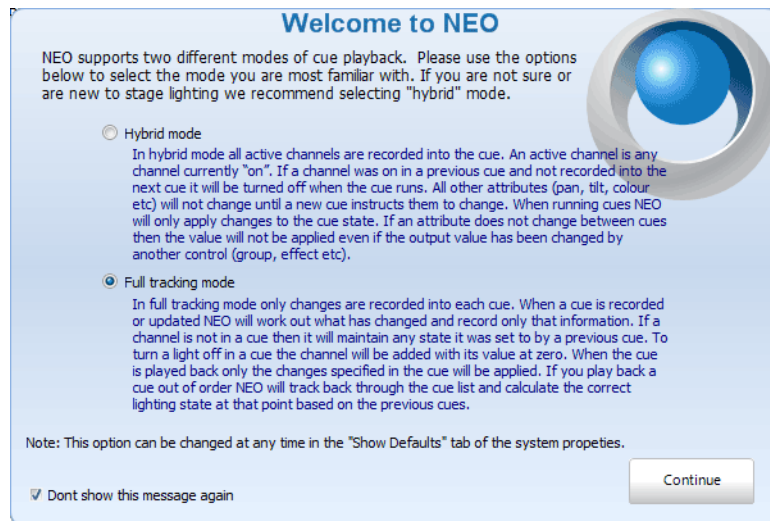 Welcome to NEO
NEO supports two different modes of cue playback.  Please use the options
below to select the mode you are most familiar with. If you are not sure or
are new to stage lighting we recommend selecting "hybrid" mode.
Hybrid mode
In hybrid mode all active channels are recorded into the cue. An active channel is any
channel currently “on”. If a channel was on in a previous cue and not recorded into the
next cue it will be turned off when the cue runs. All other attributes (pan, tilt, colour
etc) will not change until a new cue instructs them to change. When running cues NEO
will only apply changes to the cue state. If an attribute does not change between cues
then the value will not be applied even if the output value has been changed by
another control (group, effect etc).
Full tracking mode
In full tracking mode only changes are recorded into each cue. When a cue is recorded
or updated NEO will work out what has changed and record only that information. If a
channel is not in a cue then it will maintain any state it was set to by a previous cue. To
turn a light off in a cue the channel will be added with its value at zero. When the cue
is played back only the changes specified in the cue will be applied. If you play back a
cue out of order NEO will track back through the cue list and calculate the correct
lighting state at that point based on the previous cues.
Note: This option can be changed at any time in the "Show Defaults" tab of the system propeties.
Continue
Dont show this message again